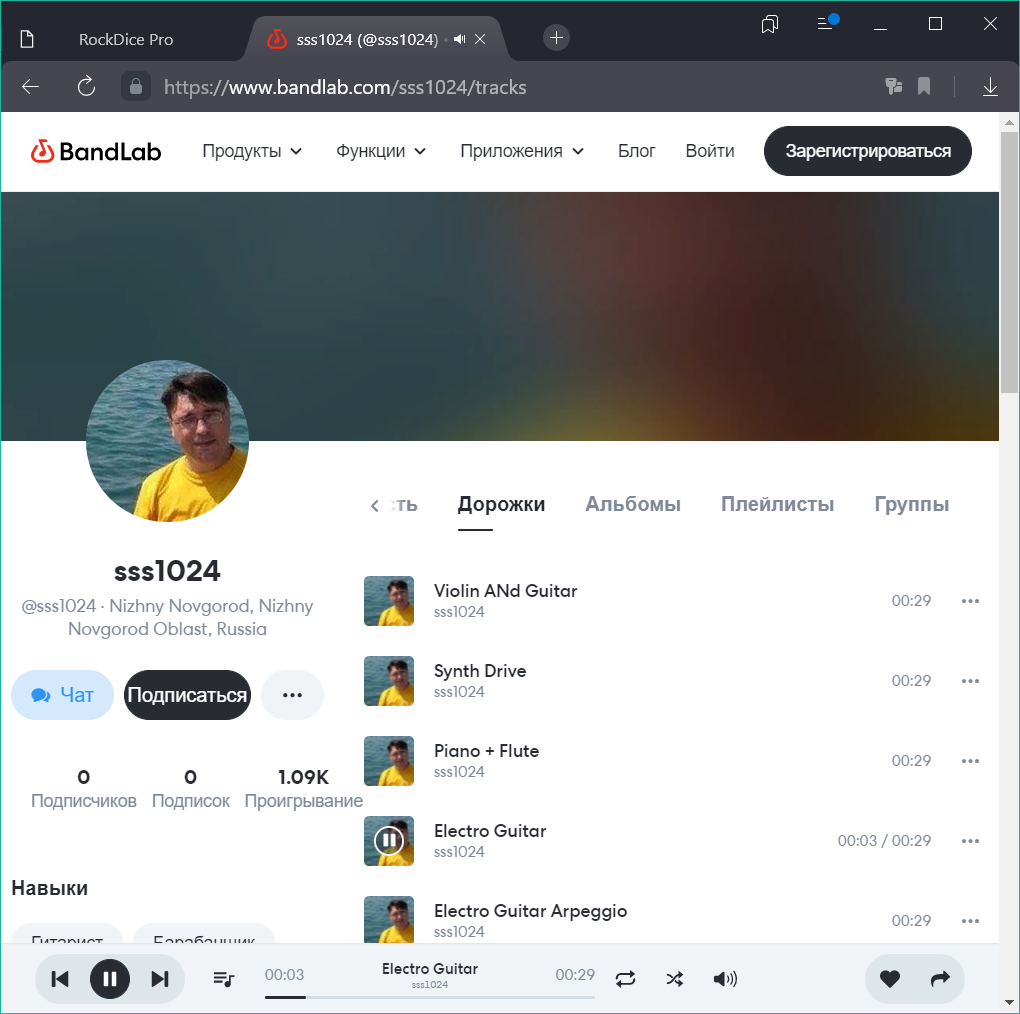 RockDice Pro
sss1024 (@sss1024)
https://www.bandlab.com/sss1024/tracks
BandLab
Продукты
Функции
Приложения
Блог
Войти
Зарегистрироваться
сть
Дорожки
Альбомы
Плейлисты
Группы
sss1024
@sss1024 · Nizhny Novgorod, Nizhny
Novgorod Oblast, Russia
Чат
Подписаться
0
Подписчиков
0
Подписок
1.09K
Проигрывание
Навыки
Гитарист
Барабанщик
Violin ANd Guitar
sss1024
00:29
Synth Drive
sss1024
00:29
Piano + Flute
sss1024
00:29
Electro Guitar
sss1024
00:03 / 00:29
Electro Guitar Arpeggio
sss1024
00:29
00:03
Electro Guitar
sss1024
00:29